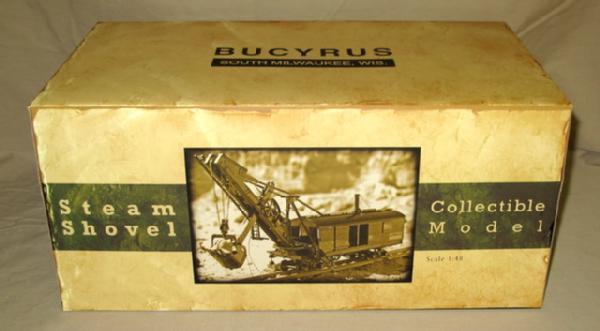 BUCYRUS
SOUTH MILWAUKEE, WIS.
Steam
Shovel
Collectible
Model
Scale 1:48